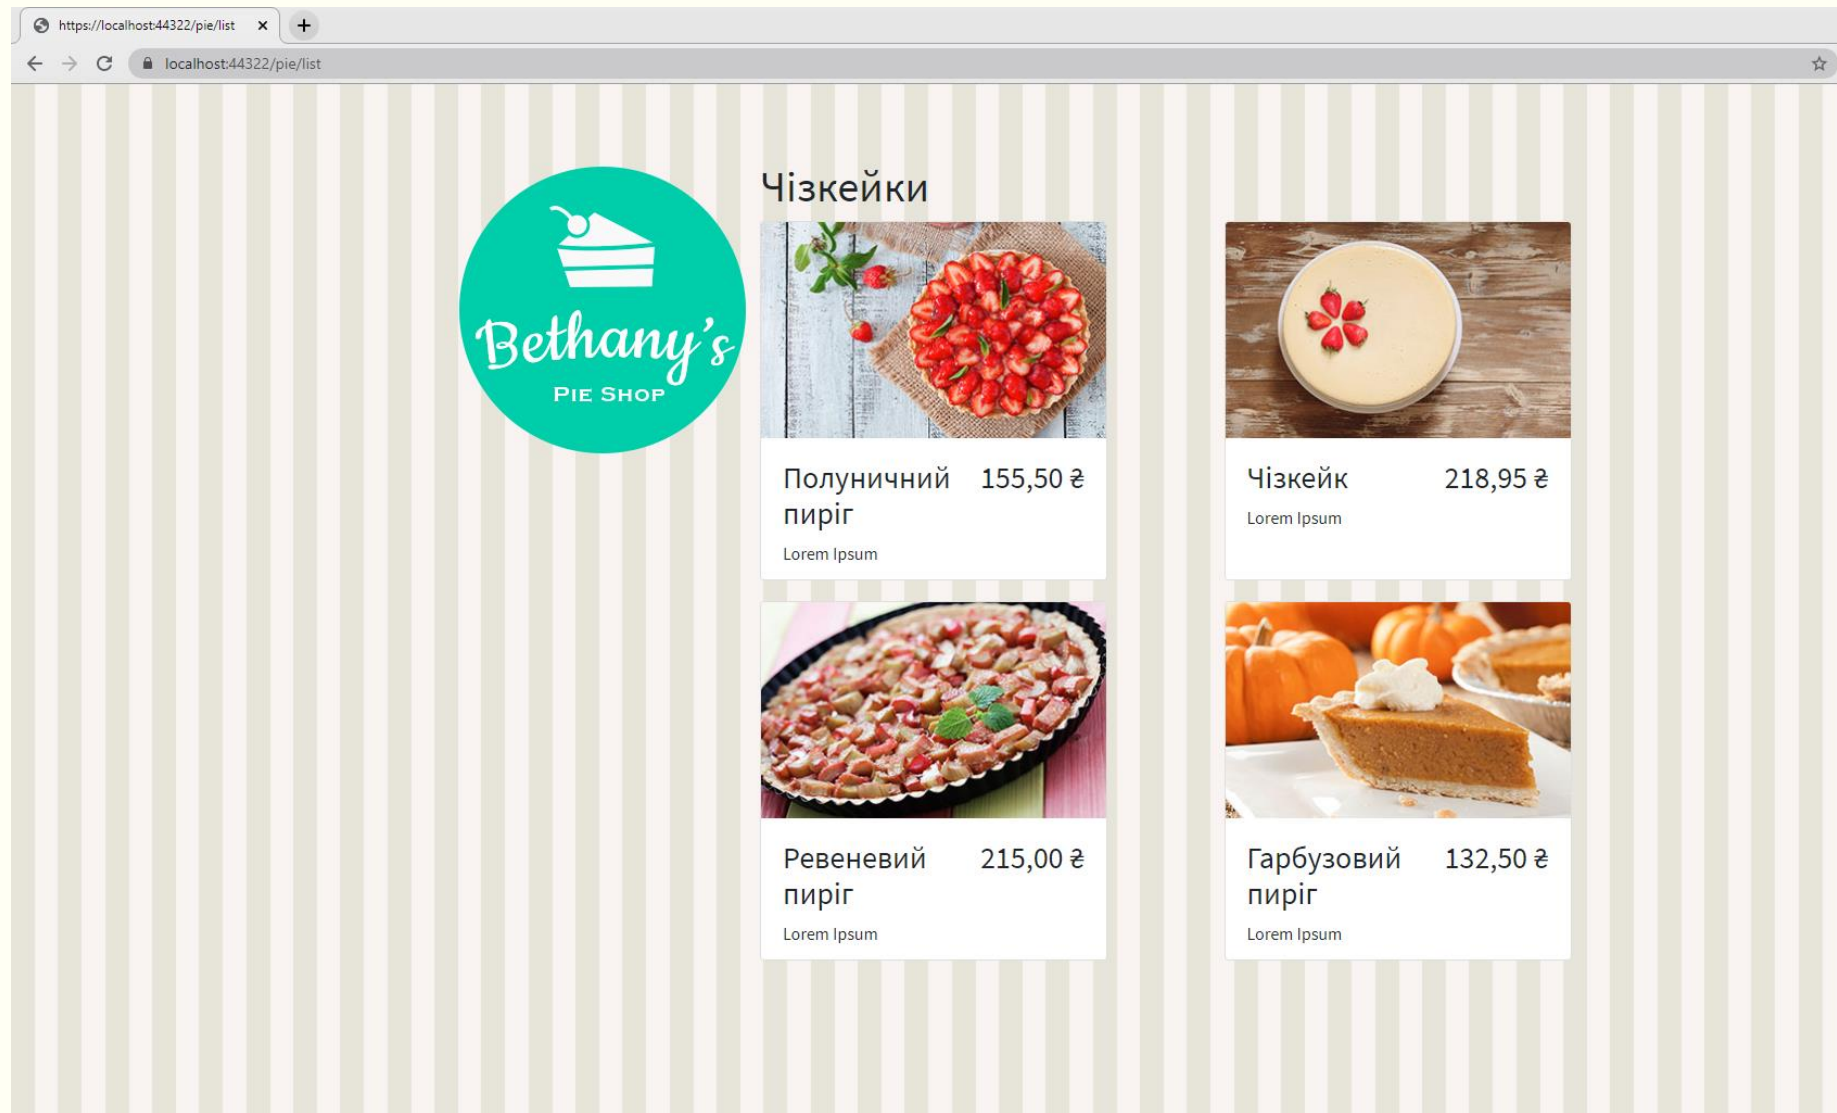 https://localhost:44322/pie/list
localhost:44322/pie/list
Bethany's
PIE SHOP
Чізкейки
Полуничний 155,50 ₴
пиріг
Lorem Ipsum
Чізкейк 218,95 ₴
Lorem Ipsum
Ревеневий 215,00 ₴
пиріг
Lorem Ipsum
Гарбузовий 132,50 ₴
пиріг
Lorem Ipsum